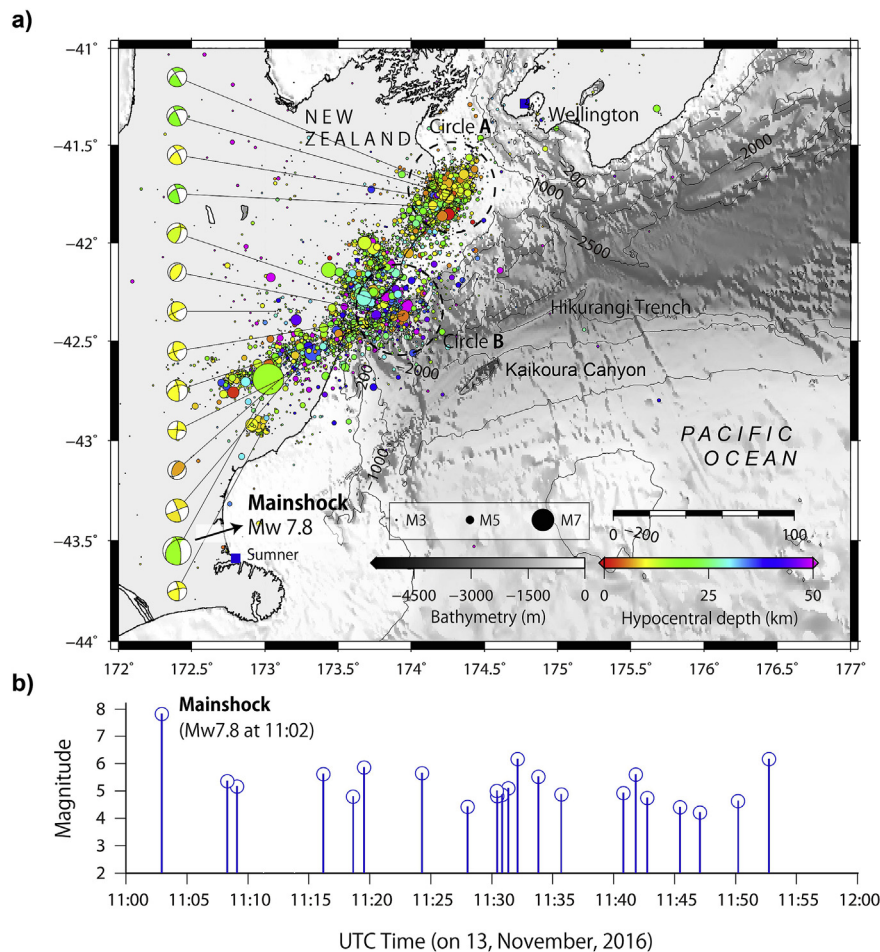 a)
−41°
−41.5°
−42°
−42.5°
−43°
−43.5°
−44°
NEW
ZEALAND
Circle A
Wellington
−2000
−200
−1000
−2500
Hikurangi Trench
Circle B
−2000
−200
Kaikoura Canyon
−1000
PACIFIC
OCEAN
Mainshock
Mw 7.8
Sumner
M3 M5 M7
0 −200 100
−4500 −3000 −1500 0
Bathymetry (m)
0 25 50
Hypocentral depth (km)
172° 172.5° 173° 173.5° 174° 174.5° 175° 175.5° 176° 176.5° 177°
b)
Mainshock
(Mw7.8 at 11:02)
Magnitude
8
7
6
5
4
3
2
11:00 11:05 11:10 11:15 11:20 11:25 11:30 11:35 11:40 11:45 11:50 11:55 12:00
UTC Time (on 13, November, 2016)